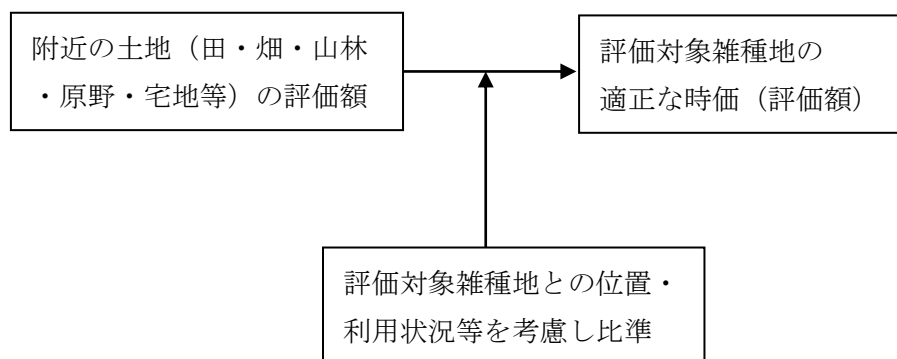 附近の土地（田・畑・山林
・原野・宅地等）の評価額
評価対象雑種地の
適正な時価（評価額）
評価対象雑種地との位置・
利用状況等を考慮し比準